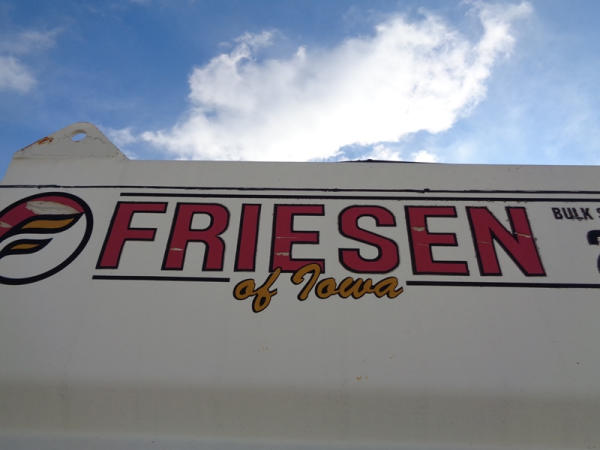 FRIESEN
of Iowa
BULK